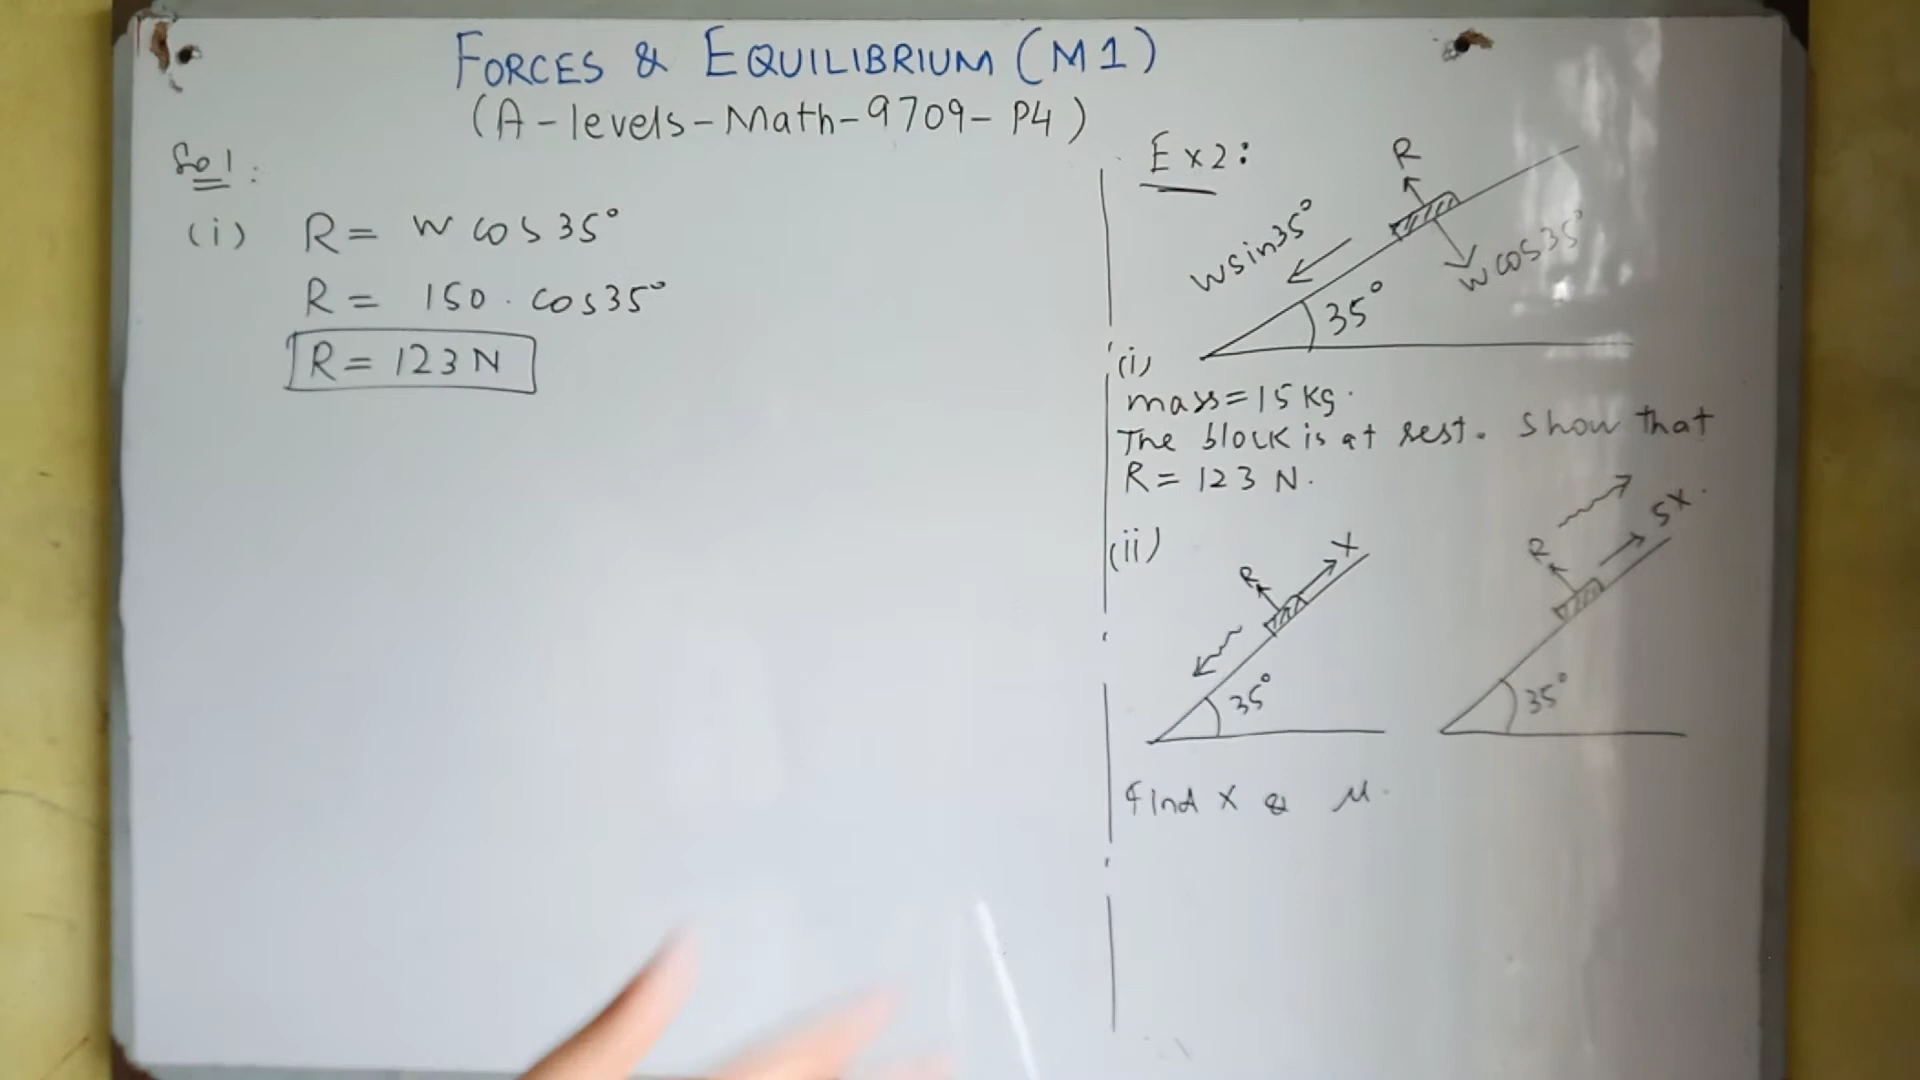 FORCES & EQUILIBRIUM (M1)
(A-levels-Math-9709-P4)
Sol:
(i) R = W cos 35°
R = 150 . cos35°
R = 123 N
Ex2:
R
W sin35°
W cos35°
35°
(i)
mass = 15 kg.
The block is at rest. Show that
R = 123 N.
(ii)
R
X
35°
R
5X.
35°
Find X & μ.